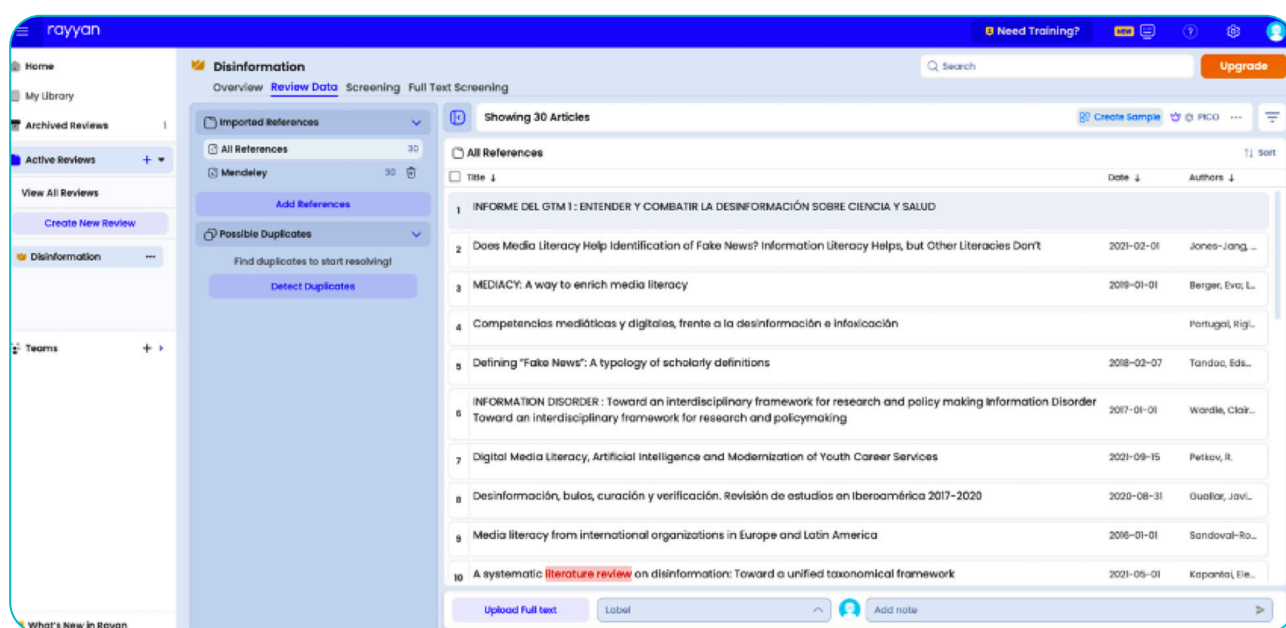 rayyan
Need Training?
NEW
Home
My Library
Archived Reviews 1
Active Reviews +
View All Reviews
Create New Review
Disinformation ...
Teams +
What's New in Rayan
Disinformation
Overview Review Data Screening Full Text Screening
Search
Upgrade
Imported References
All References 30
Mendeley 30
Add References
Possible Duplicates
Find duplicates to start resolving!
Detect Duplicates
Showing 30 Articles
Create Sample PICO ...
All References
Sort
Title ↓ Date ↓ Authors ↓
1 INFORME DEL GTM 1 : ENTENDER Y COMBATIR LA DESINFORMACIÓN SOBRE CIENCIA Y SALUD
2 Does Media Literacy Help Identification of Fake News? Information Literacy Helps, but Other Literacies Don't 2021-02-01 Jones-Jang, ...
3 MEDIACY: A way to enrich media literacy 2019-01-01 Berger, Eva; L...
4 Competencias mediáticas y digitales, frente a la desinformación e infoxicación Portugal, Rigi...
5 Defining "Fake News": A typology of scholarly definitions 2018-02-07 Tandoc, Eds...
6 INFORMATION DISORDER : Toward an interdisciplinary framework for research and policy making Information Disorder
Toward an interdisciplinary framework for research and policymaking 2017-01-01 Wardle, Clair...
7 Digital Media Literacy, Artificial Intelligence and Modernization of Youth Career Services 2021-09-15 Petkov, R.
8 Desinformación, bulos, curación y verificación. Revisión de estudios en Iberoamérica 2017-2020 2020-08-31 Guallar, Javi...
9 Media literacy from international organizations in Europe and Latin America 2016-01-01 Sandoval-Ro...
10 A systematic literature review on disinformation: Toward a unified taxonomical framework 2021-05-01 Kapantai, Ele...
Upload Full text
Label
Add note